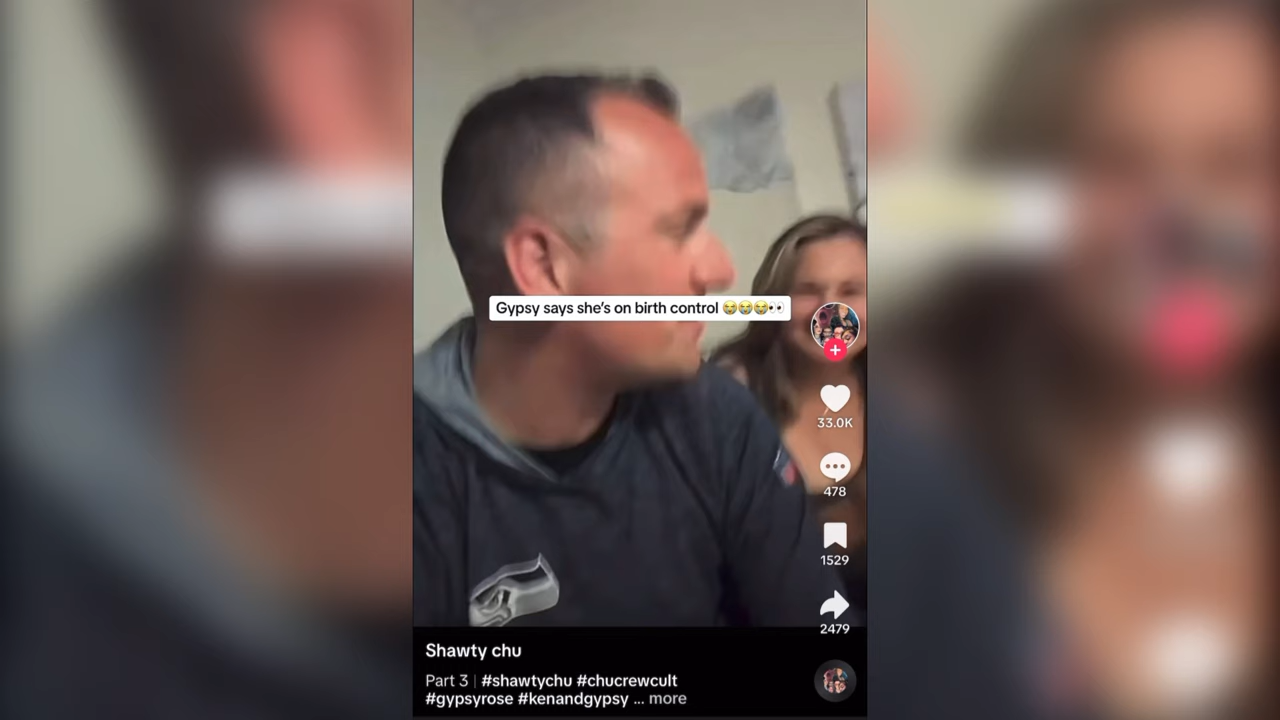 Gypsy says she's on birth control 😭😭😭👀
33.0K
478
1529
2479
Shawty chu
Part 3 | #shawtychu #chucrewcult
#gypsyrose #kenandgypsy ... more